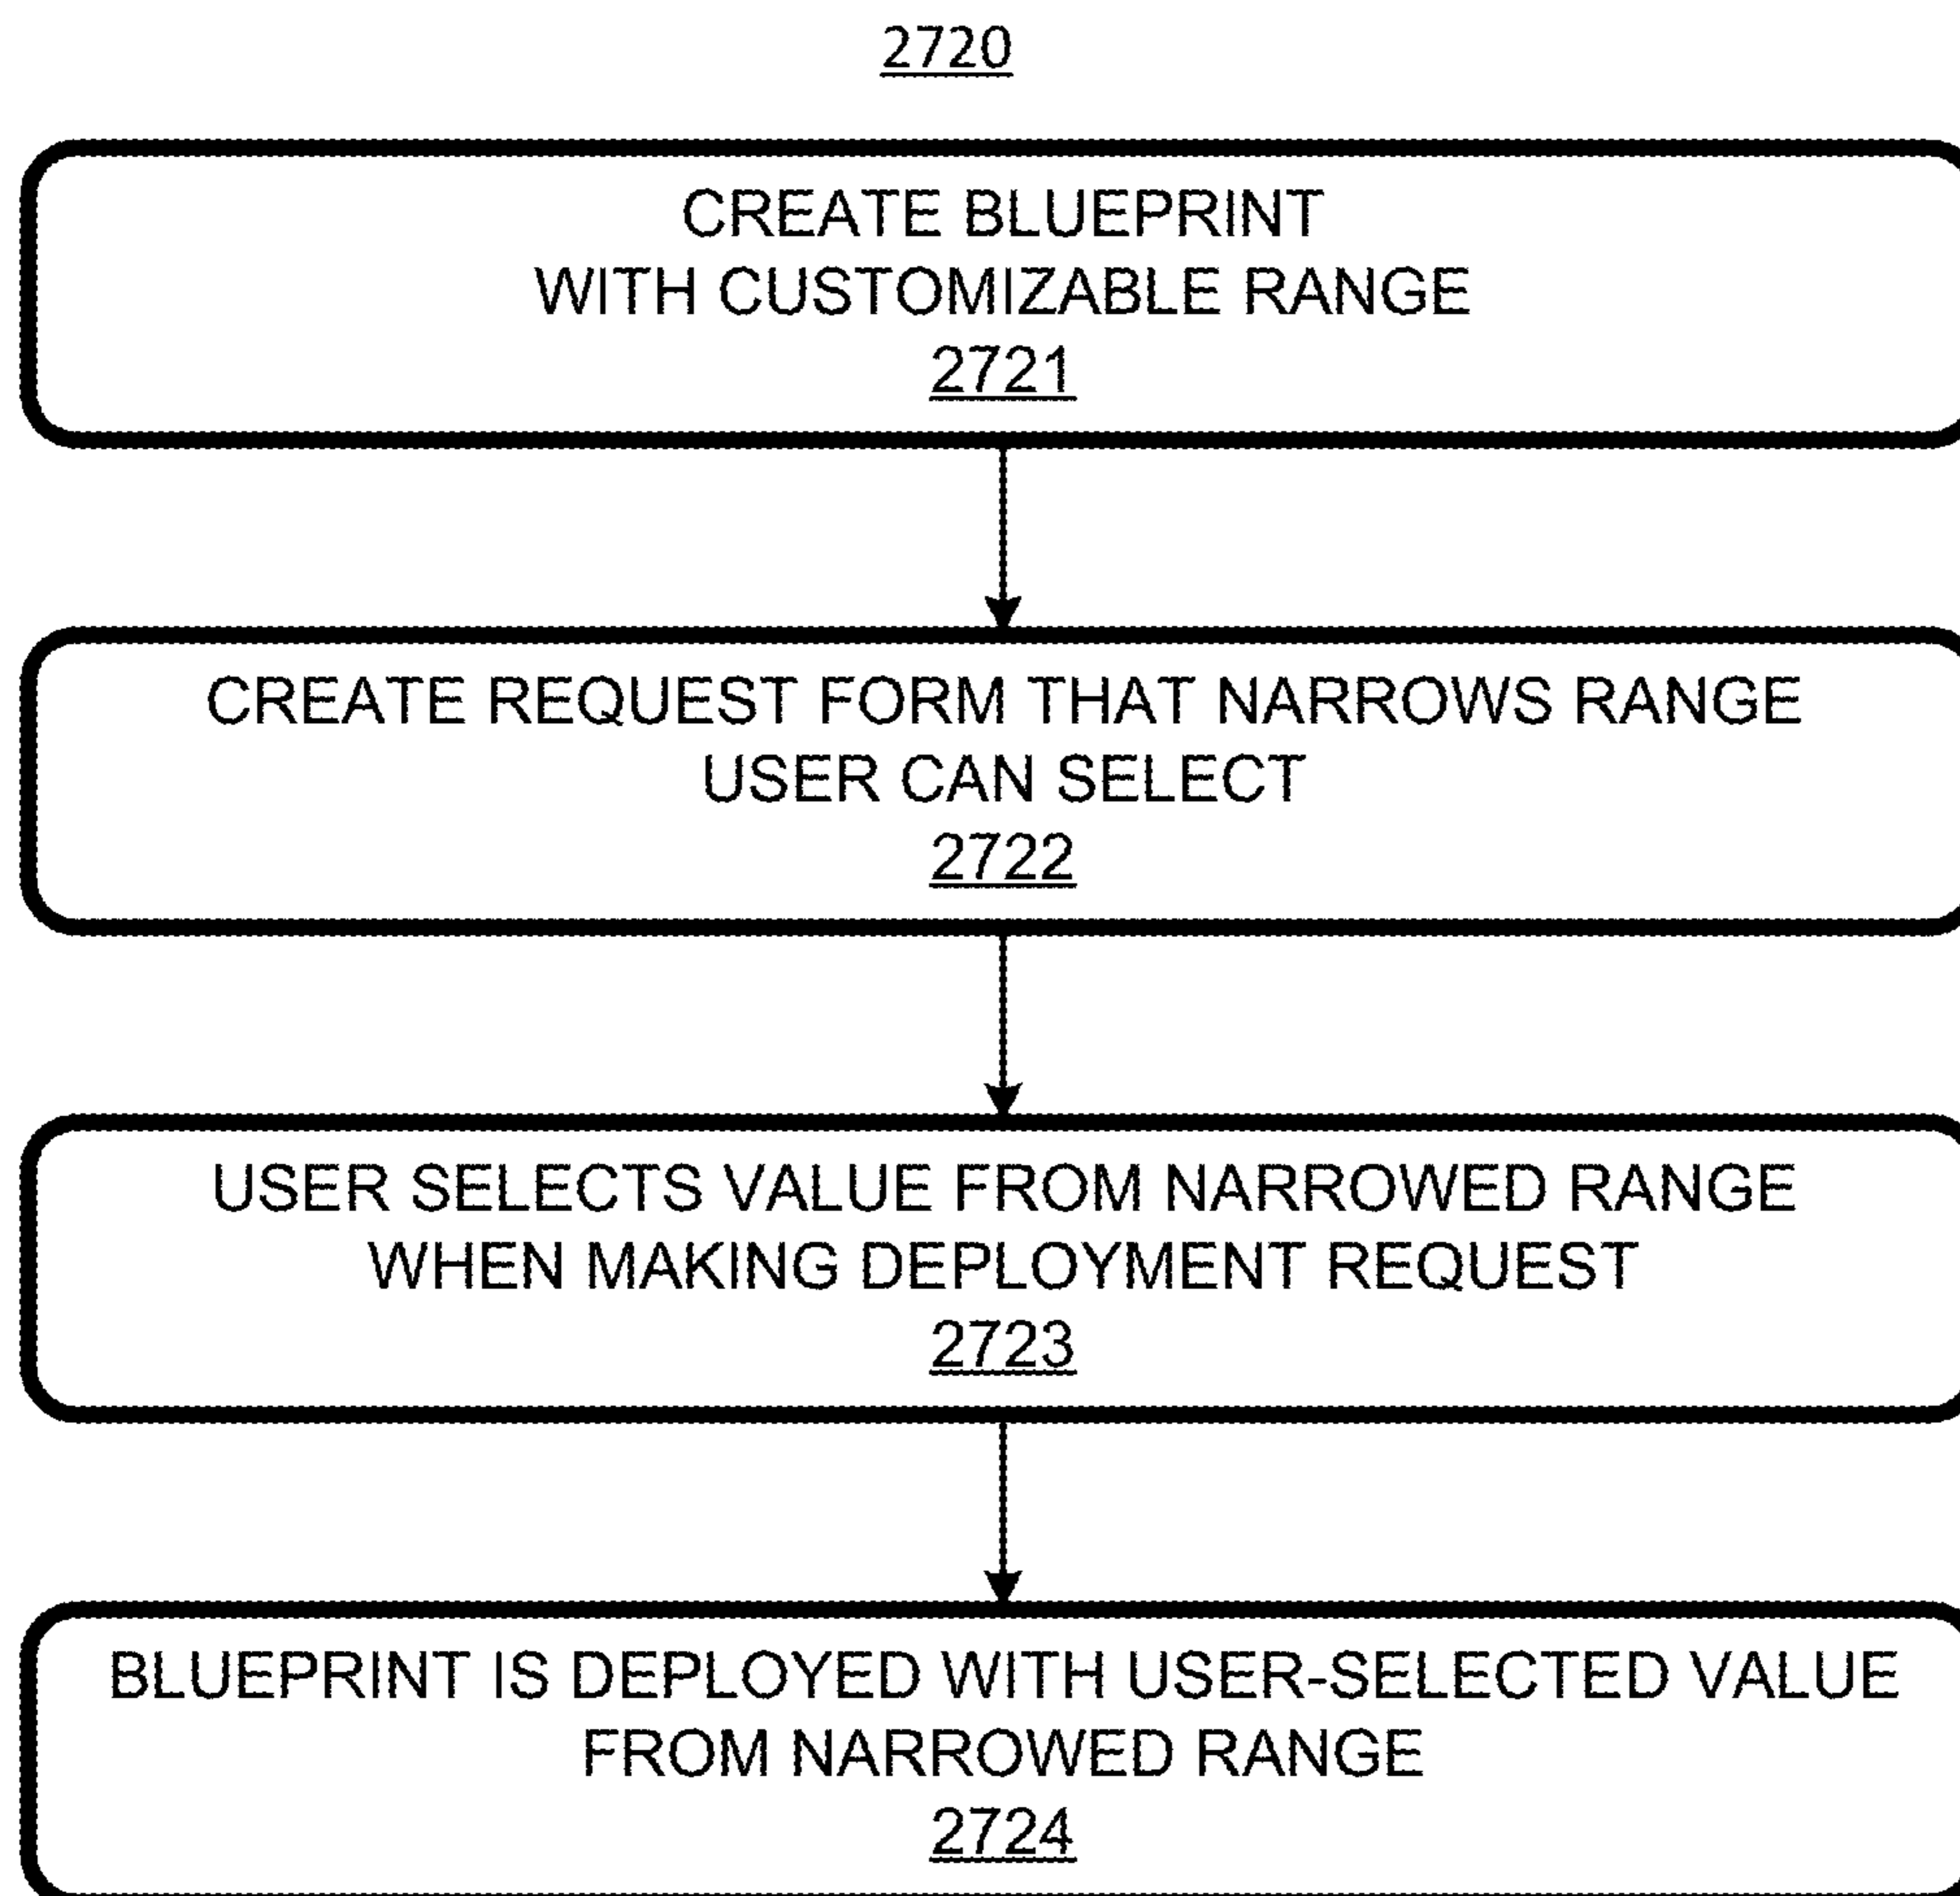 2720
CREATE BLUEPRINT
WITH CUSTOMIZABLE RANGE
2721
CREATE REQUEST FORM THAT NARROWS RANGE
USER CAN SELECT
2722
USER SELECTS VALUE FROM NARROWED RANGE
WHEN MAKING DEPLOYMENT REQUEST
2723
BLUEPRINT IS DEPLOYED WITH USER-SELECTED VALUE
FROM NARROWED RANGE
2724